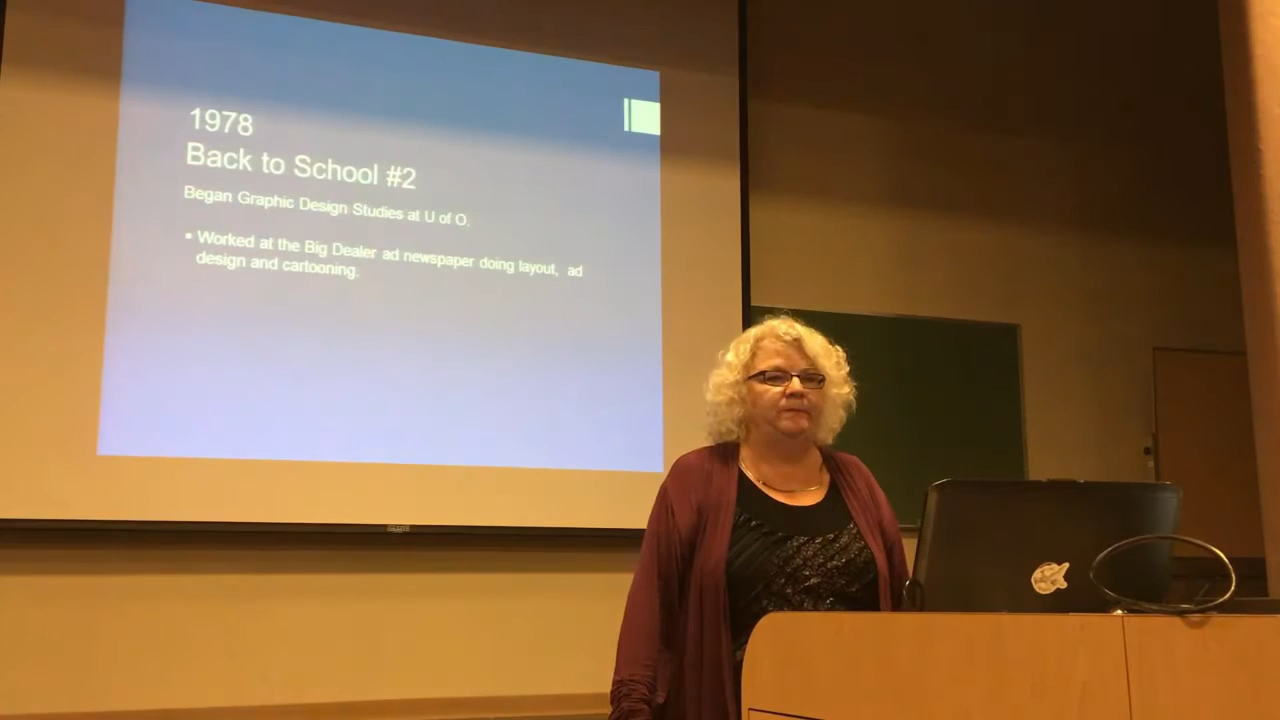 1978
Back to School #2
Began Graphic Design Studies at U of O.
• Worked at the Big Dealer ad newspaper doing layout, ad
design and cartooning.